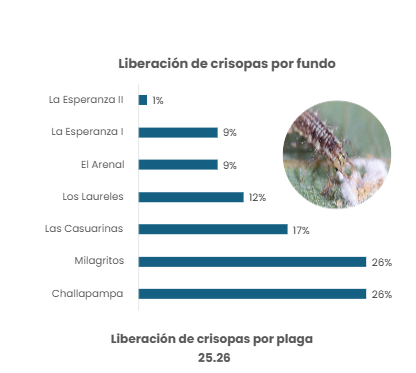 Liberación de crisopas por fundo
La Esperanza II 1%
La Esperanza I 9%
El Arenal 9%
Los Laureles 12%
Las Casuarinas 17%
Milagritos 26%
Challapampa 26%
Liberación de crisopas por plaga
25.26